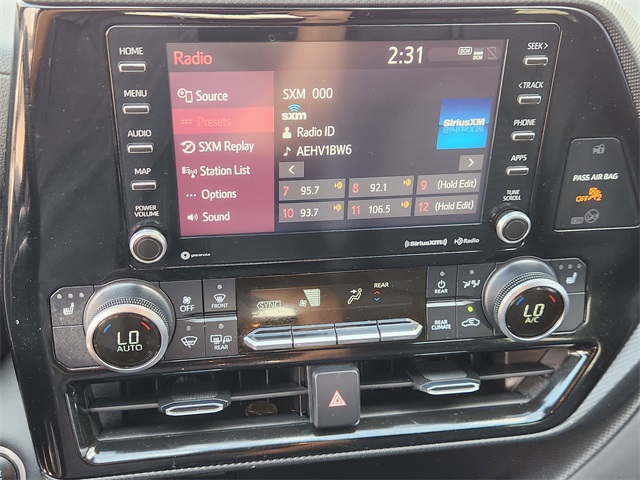 HOME
MENU
AUDIO
MAP
POWER
VOLUME
Radio
2:31
DCM
Source
Presets
SXM Replay
Station List
Options
Sound
SXM 000
sxm
Radio ID
AEHV1BW6
SiriusXM
<
>
7 95.7
8 92.1
9 (Hold Edit)
10 93.7
11 106.5
12 (Hold Edit)
gracenote
SiriusXM
HD Radio
SEEK >
< TRACK
PHONE
APPS
TUNE
SCROLL
PASS AIR BAG
OFF 2
LO
AUTO
OFF
FRONT
REAR
SYNC
REAR
REAR
REAR
CLIMATE
LO
A/C